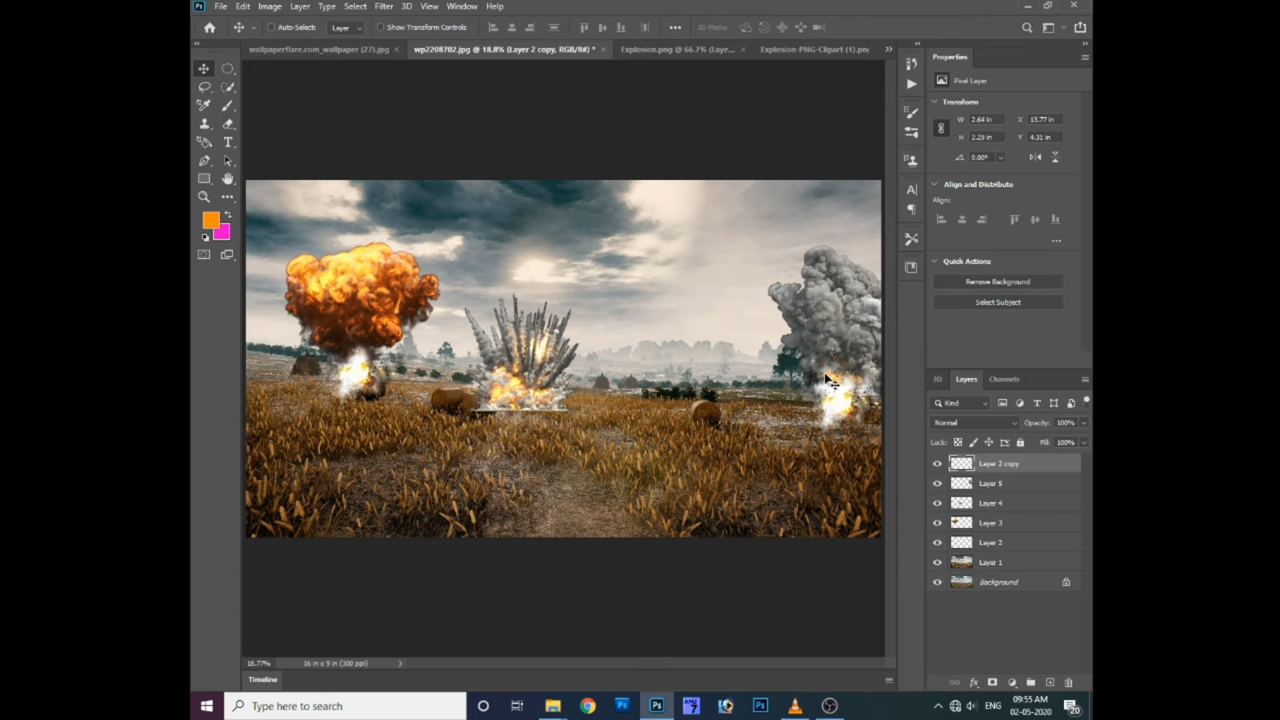 Ps File Edit Image Layer Type Select Filter 3D View Window Help
Auto-Select: Layer Show Transform Controls 3D Mode:
wallpaperflare.com_wallpaper (27).jpg × wp2208702.jpg @ 18.8% (Layer 2 copy, RGB/8#) * × Explosion.png @ 66.7% (Laye... × Explosion-PNG-Clipart (1).pn »
Properties
Pixel Layer
Transform
W 2.64 in X 13.77 in
H 2.29 in Y 4.31 in
0.00°
Align and Distribute
Align:
Quick Actions
Remove Background
Select Subject
3D Layers Channels
Kind
Normal Opacity: 100%
Lock: Fill: 100%
Layer 2 copy
Layer 5
Layer 4
Layer 3
Layer 2
Layer 1
Background
18.77% 16 in x 9 in (300 ppi)
Timeline
Type here to search
ENG
09:55 AM
02-05-2020
20